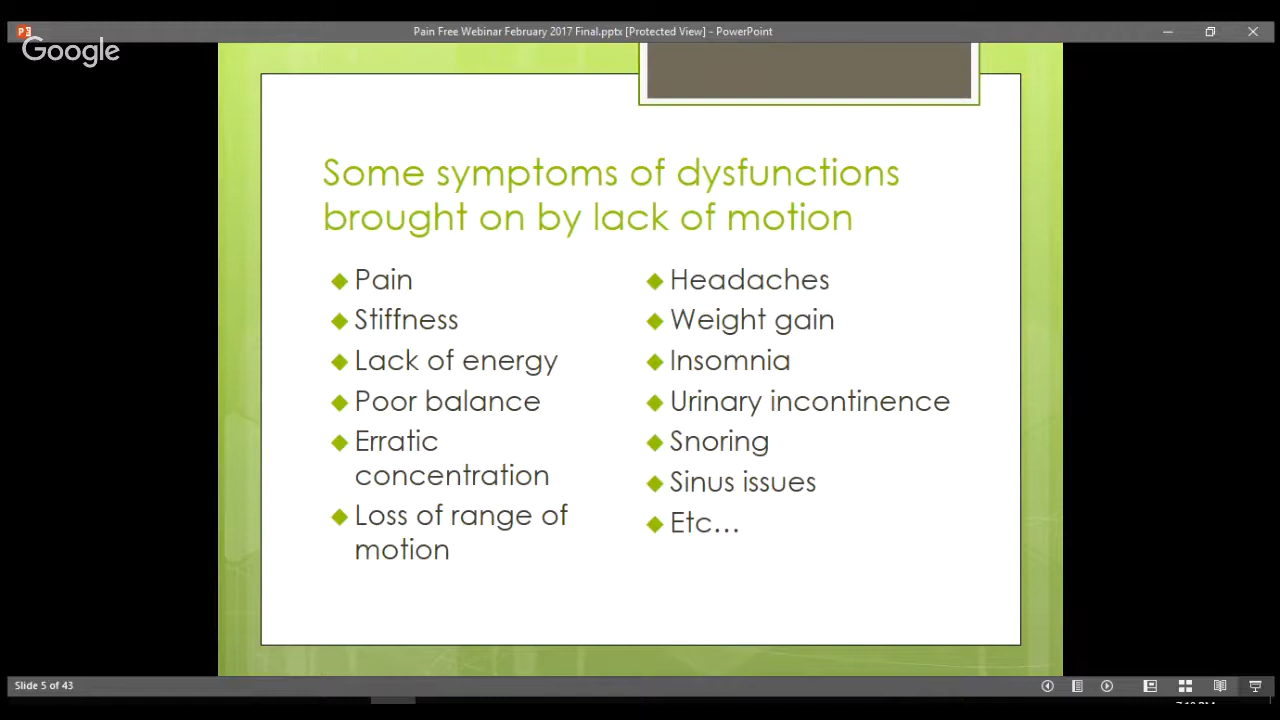 Pain Free Webinar February 2017 Final.pptx [Protected View] - PowerPoint
Google
Some symptoms of dysfunctions
brought on by lack of motion
Pain
Stiffness
Lack of energy
Poor balance
Erratic
concentration
Loss of range of
motion
Headaches
Weight gain
Insomnia
Urinary incontinence
Snoring
Sinus issues
Etc…
Slide 5 of 43